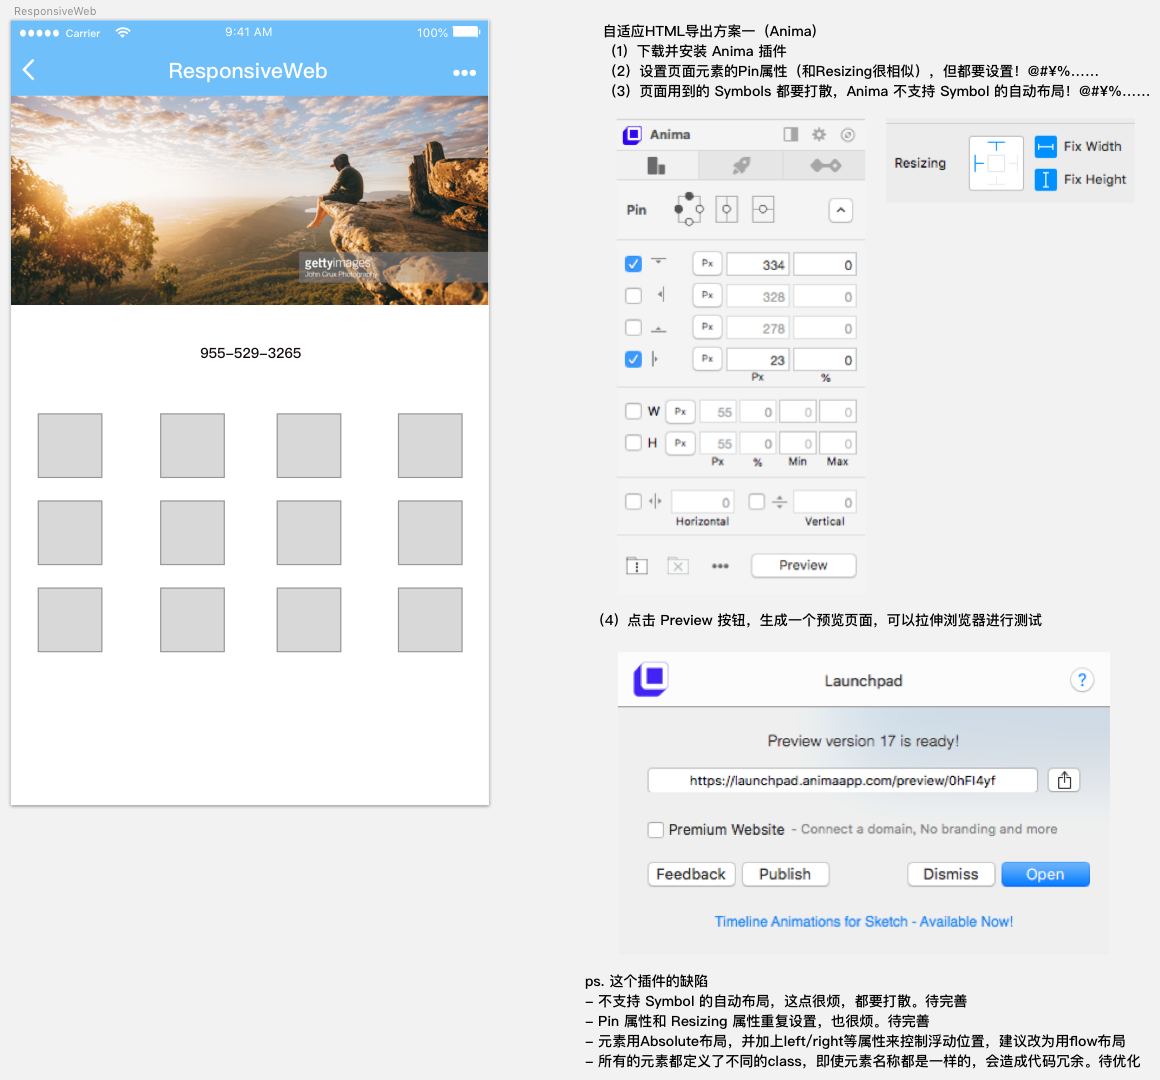 ResponsiveWeb
Carrier 9:41 AM 100%
ResponsiveWeb
gettyimages
John Crux Photography
955-529-3265
自适应HTML导出方案一（Anima）
（1）下载并安装 Anima 插件
（2）设置页面元素的Pin属性（和Resizing很相似），但都要设置！@#¥%……
（3）页面用到的 Symbols 都要打散，Anima 不支持 Symbol 的自动布局！@#¥%……
Anima
Pin
Px 334 0
Px 328 0
Px 278 0
Px 23 0
Px %
W Px 55 0 0 0
H Px 55 0 0 0
Px % Min Max
0 0
Horizontal Vertical
Preview
Resizing
Fix Width
Fix Height
（4）点击 Preview 按钮，生成一个预览页面，可以拉伸浏览器进行测试
Launchpad ?
Preview version 17 is ready!
https://launchpad.animaapp.com/preview/0hFI4yf
Premium Website - Connect a domain, No branding and more
Feedback Publish Dismiss Open
Timeline Animations for Sketch - Available Now!
ps. 这个插件的缺陷
- 不支持 Symbol 的自动布局，这点很烦，都要打散。待完善
- Pin 属性和 Resizing 属性重复设置，也很烦。待完善
- 元素用Absolute布局，并加上left/right等属性来控制浮动位置，建议改为用flow布局
- 所有的元素都定义了不同的class，即使元素名称都是一样的，会造成代码冗余。待优化